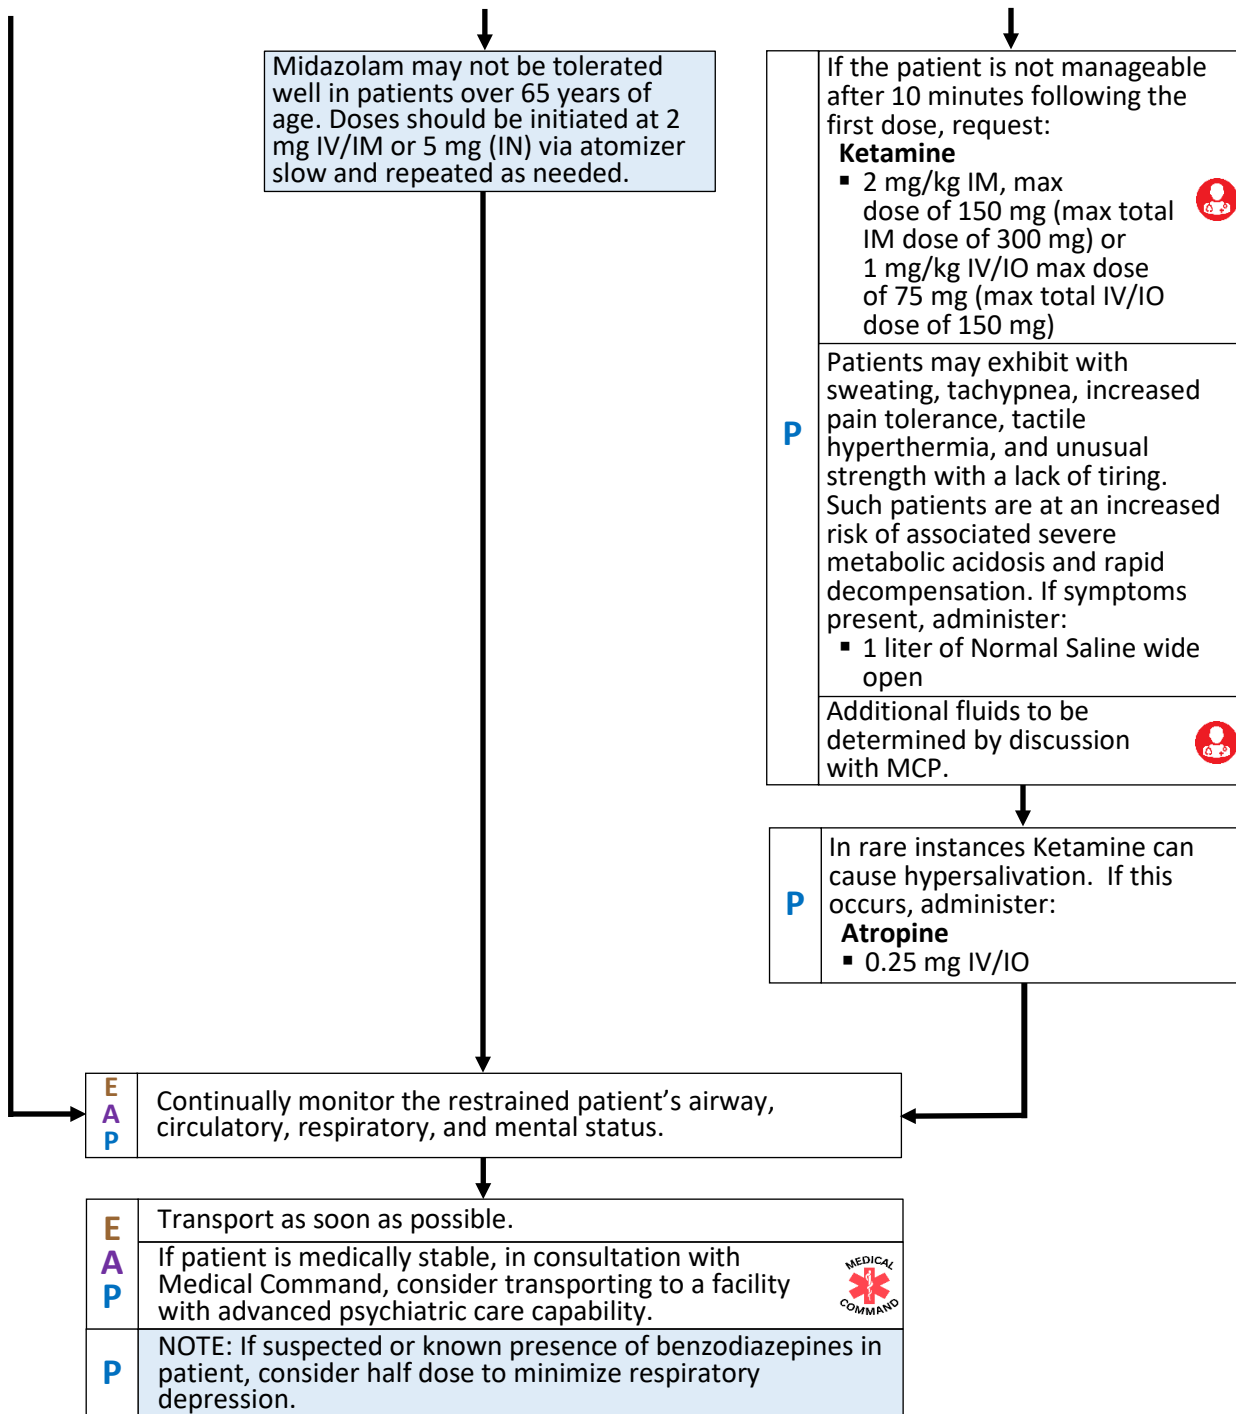 Midazolam may not be tolerated
well in patients over 65 years of
age. Doses should be initiated at 2
mg IV/IM or 5 mg (IN) via atomizer
slow and repeated as needed.
P
If the patient is not manageable
after 10 minutes following the
first dose, request:
Ketamine
▪ 2 mg/kg IM, max
dose of 150 mg (max total
IM dose of 300 mg) or
1 mg/kg IV/IO max dose
of 75 mg (max total IV/IO
dose of 150 mg)
Patients may exhibit with
sweating, tachypnea, increased
pain tolerance, tactile
hyperthermia, and unusual
strength with a lack of tiring.
Such patients are at an increased
risk of associated severe
metabolic acidosis and rapid
decompensation. If symptoms
present, administer:
▪ 1 liter of Normal Saline wide
open
Additional fluids to be
determined by discussion
with MCP.
P
In rare instances Ketamine can
cause hypersalivation.  If this
occurs, administer:
Atropine
▪ 0.25 mg IV/IO
E
A
P
Continually monitor the restrained patient’s airway,
circulatory, respiratory, and mental status.
E
A
P
Transport as soon as possible.
If patient is medically stable, in consultation with
Medical Command, consider transporting to a facility
with advanced psychiatric care capability.
MEDICAL
COMMAND
P
NOTE: If suspected or known presence of benzodiazepines in
patient, consider half dose to minimize respiratory
depression.